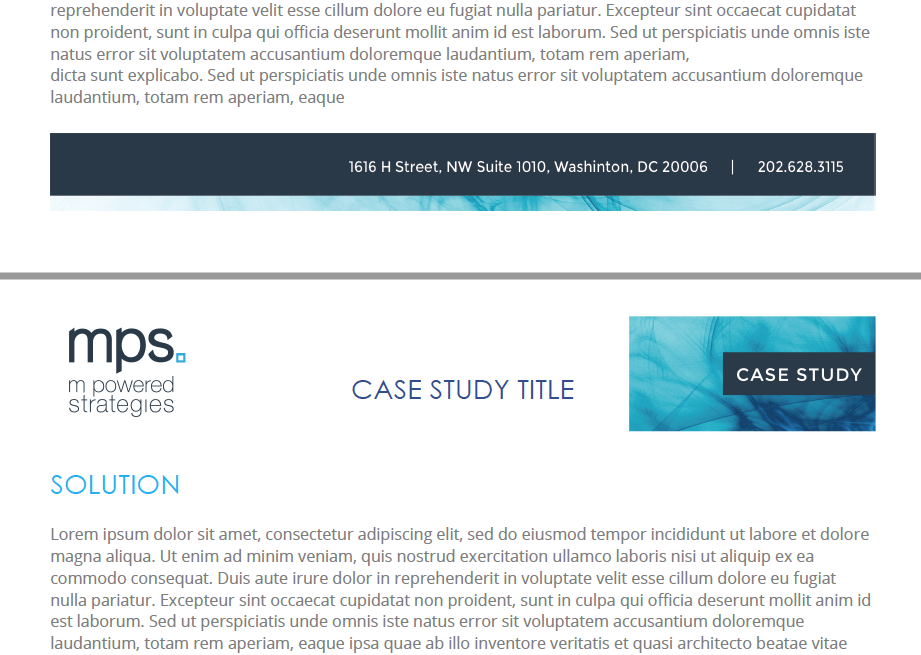 reprehenderit in voluptate velit esse cillum dolore eu fugiat nulla pariatur. Excepteur sint occaecat cupidatat
non proident, sunt in culpa qui officia deserunt mollit anim id est laborum. Sed ut perspiciatis unde omnis iste
natus error sit voluptatem accusantium doloremque laudantium, totam rem aperiam,
dicta sunt explicabo. Sed ut perspiciatis unde omnis iste natus error sit voluptatem accusantium doloremque
laudantium, totam rem aperiam, eaque
1616 H Street, NW Suite 1010, Washinton, DC 20006 | 202.628.3115
mps.
m powered
strategies
CASE STUDY TITLE
CASE STUDY
SOLUTION
Lorem ipsum dolor sit amet, consectetur adipiscing elit, sed do eiusmod tempor incididunt ut labore et dolore
magna aliqua. Ut enim ad minim veniam, quis nostrud exercitation ullamco laboris nisi ut aliquip ex ea
commodo consequat. Duis aute irure dolor in reprehenderit in voluptate velit esse cillum dolore eu fugiat
nulla pariatur. Excepteur sint occaecat cupidatat non proident, sunt in culpa qui officia deserunt mollit anim id
est laborum. Sed ut perspiciatis unde omnis iste natus error sit voluptatem accusantium doloremque
laudantium, totam rem aperiam, eaque ipsa quae ab illo inventore veritatis et quasi architecto beatae vitae